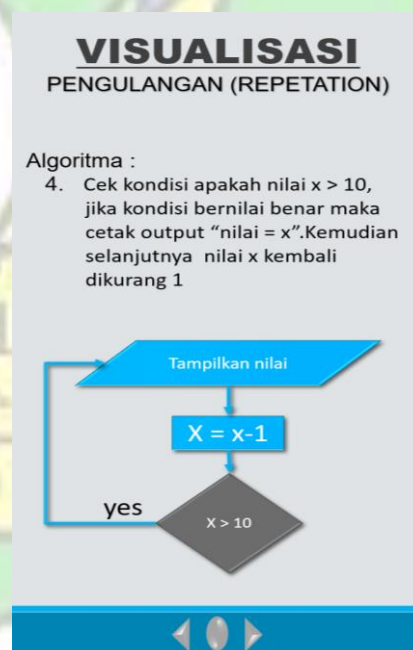 VISUALISASI
PENGULANGAN (REPETATION)
Algoritma :
4. Cek kondisi apakah nilai x > 10,
jika kondisi bernilai benar maka
cetak output “nilai = x”.Kemudian
selanjutnya nilai x kembali
dikurang 1
Tampilkan nilai
X = x-1
yes
X > 10